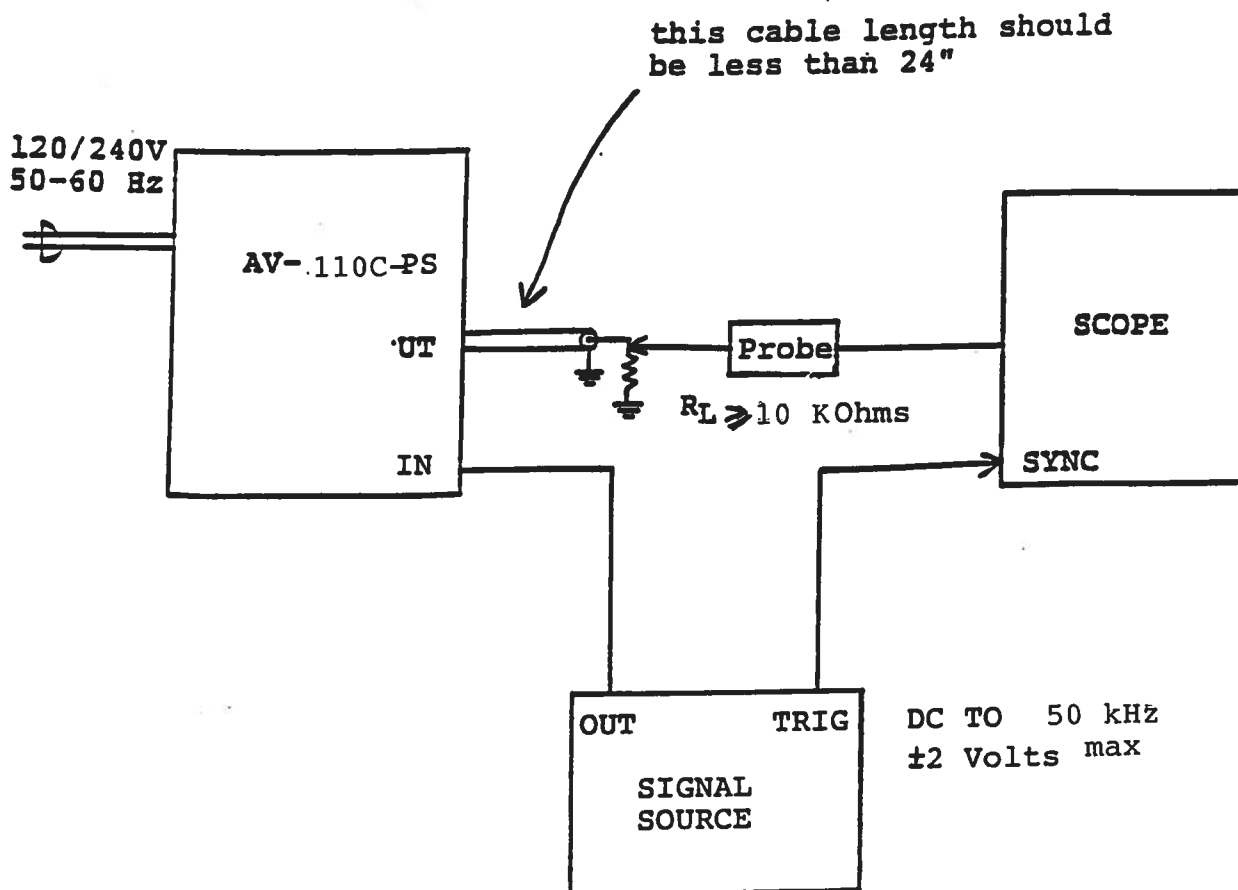 this cable length should
be less than 24"
120/240V
50-60 Hz
AV-.110C-PS
UT
IN
Probe
RL ⩾ 10 KOhms
SCOPE
SYNC
OUT
TRIG
SIGNAL
SOURCE
DC TO 50 kHz
±2 Volts max